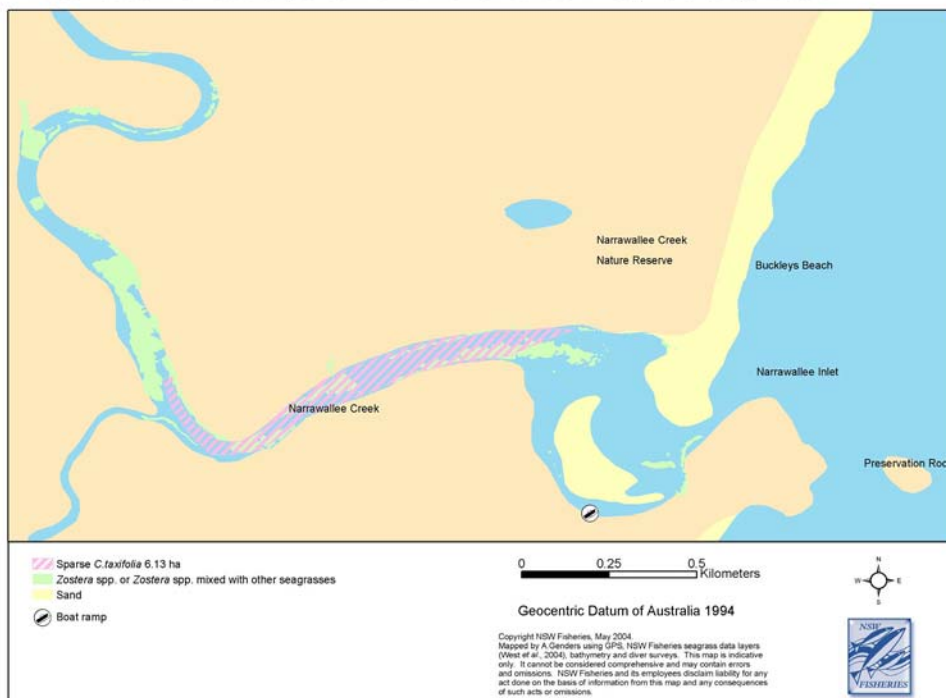 Narrawallee Creek
Nature Reserve
Buckleys Beach
Narrawallee Inlet
Narrawallee Creek
Preservation Roc
Sparse C.taxifolia 6.13 ha
Zostera spp. or Zostera spp. mixed with other seagrasses
Sand
Boat ramp
0 0.25 0.5
Kilometers
Geocentric Datum of Australia 1994
Copyright NSW Fisheries, May 2004.
Mapped by A.Genders using GPS, NSW Fisheries seagrass data layers
(West et al., 2004), bathymetry and diver surveys. This map is indicative
only. It cannot be considered comprehensive and may contain errors
and omissions. NSW Fisheries and its employees disclaim liability for any
act done on the basis of information from this map and any consequences
of such acts or omissions.
N
W E
S
NSW
FISHERIES